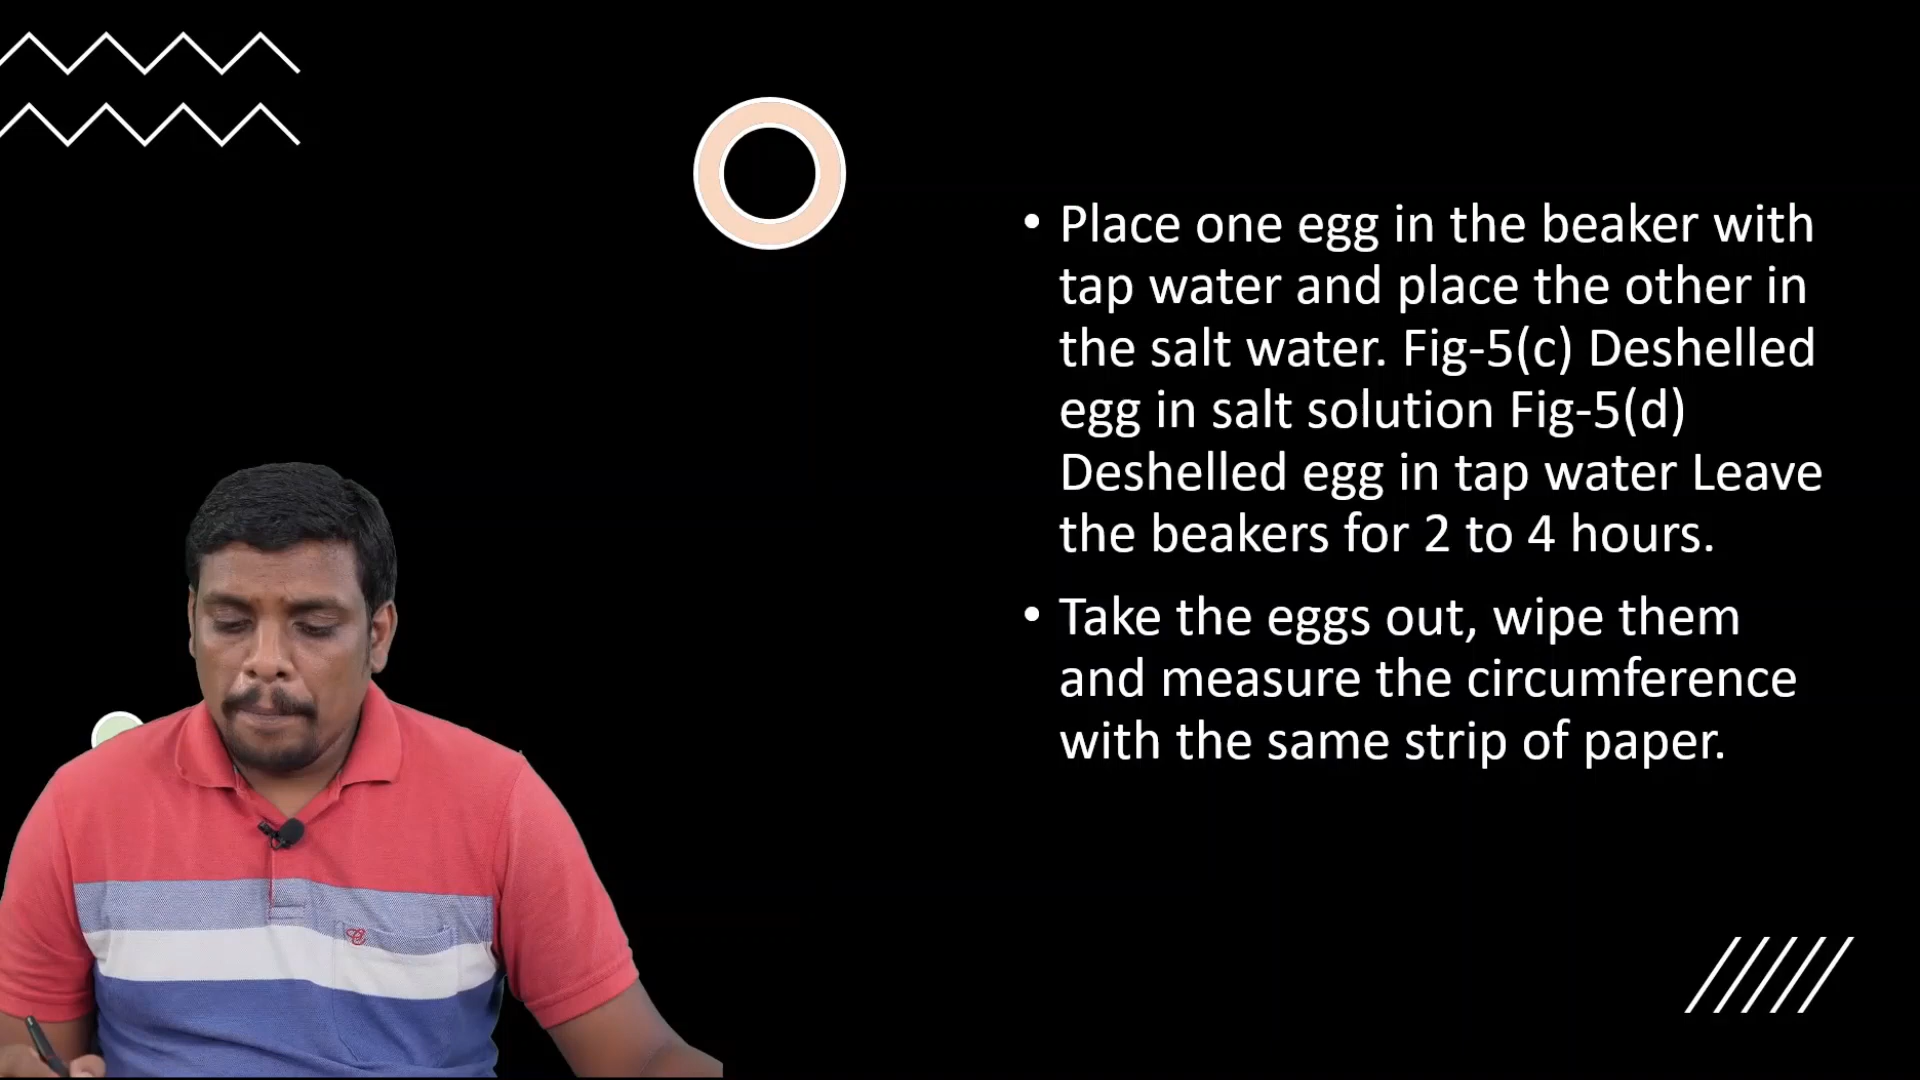 • Place one egg in the beaker with
tap water and place the other in
the salt water. Fig-5(c) Deshelled
egg in salt solution Fig-5(d)
Deshelled egg in tap water Leave
the beakers for 2 to 4 hours.
• Take the eggs out, wipe them
and measure the circumference
with the same strip of paper.